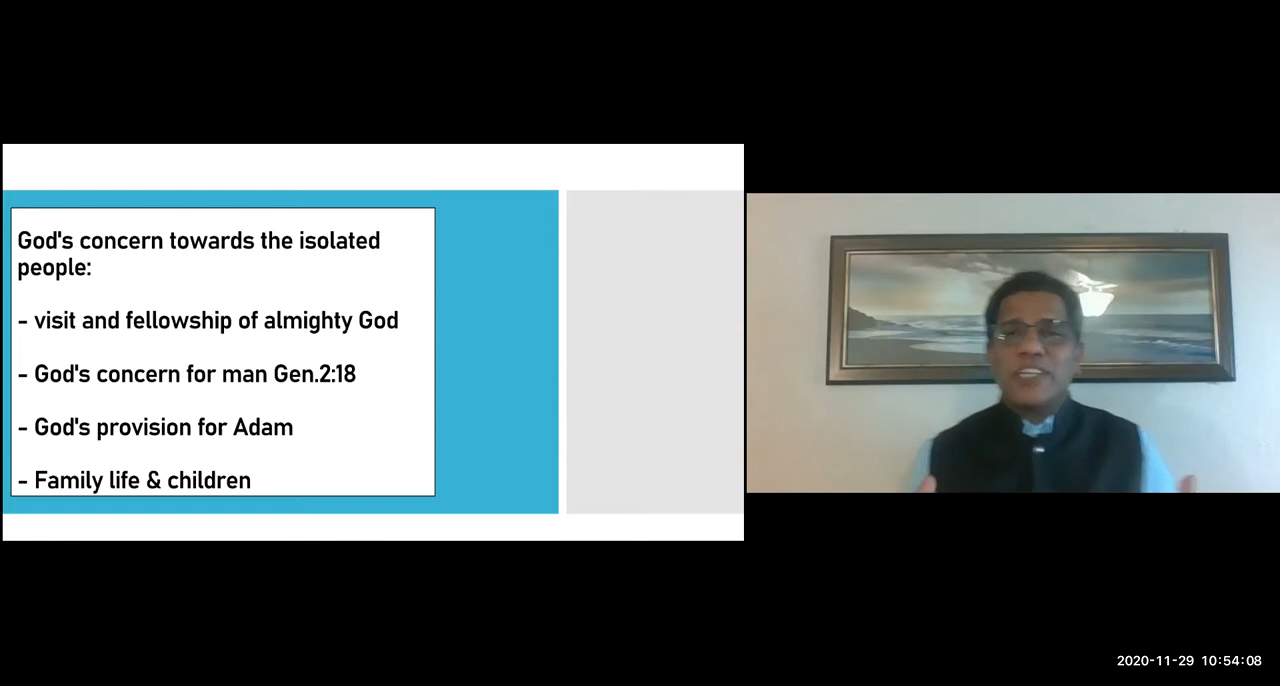 God's concern towards the isolated
people:
- visit and fellowship of almighty God
- God's concern for man Gen.2:18
- God's provision for Adam
- Family life & children
2020-11-29 10:54:08